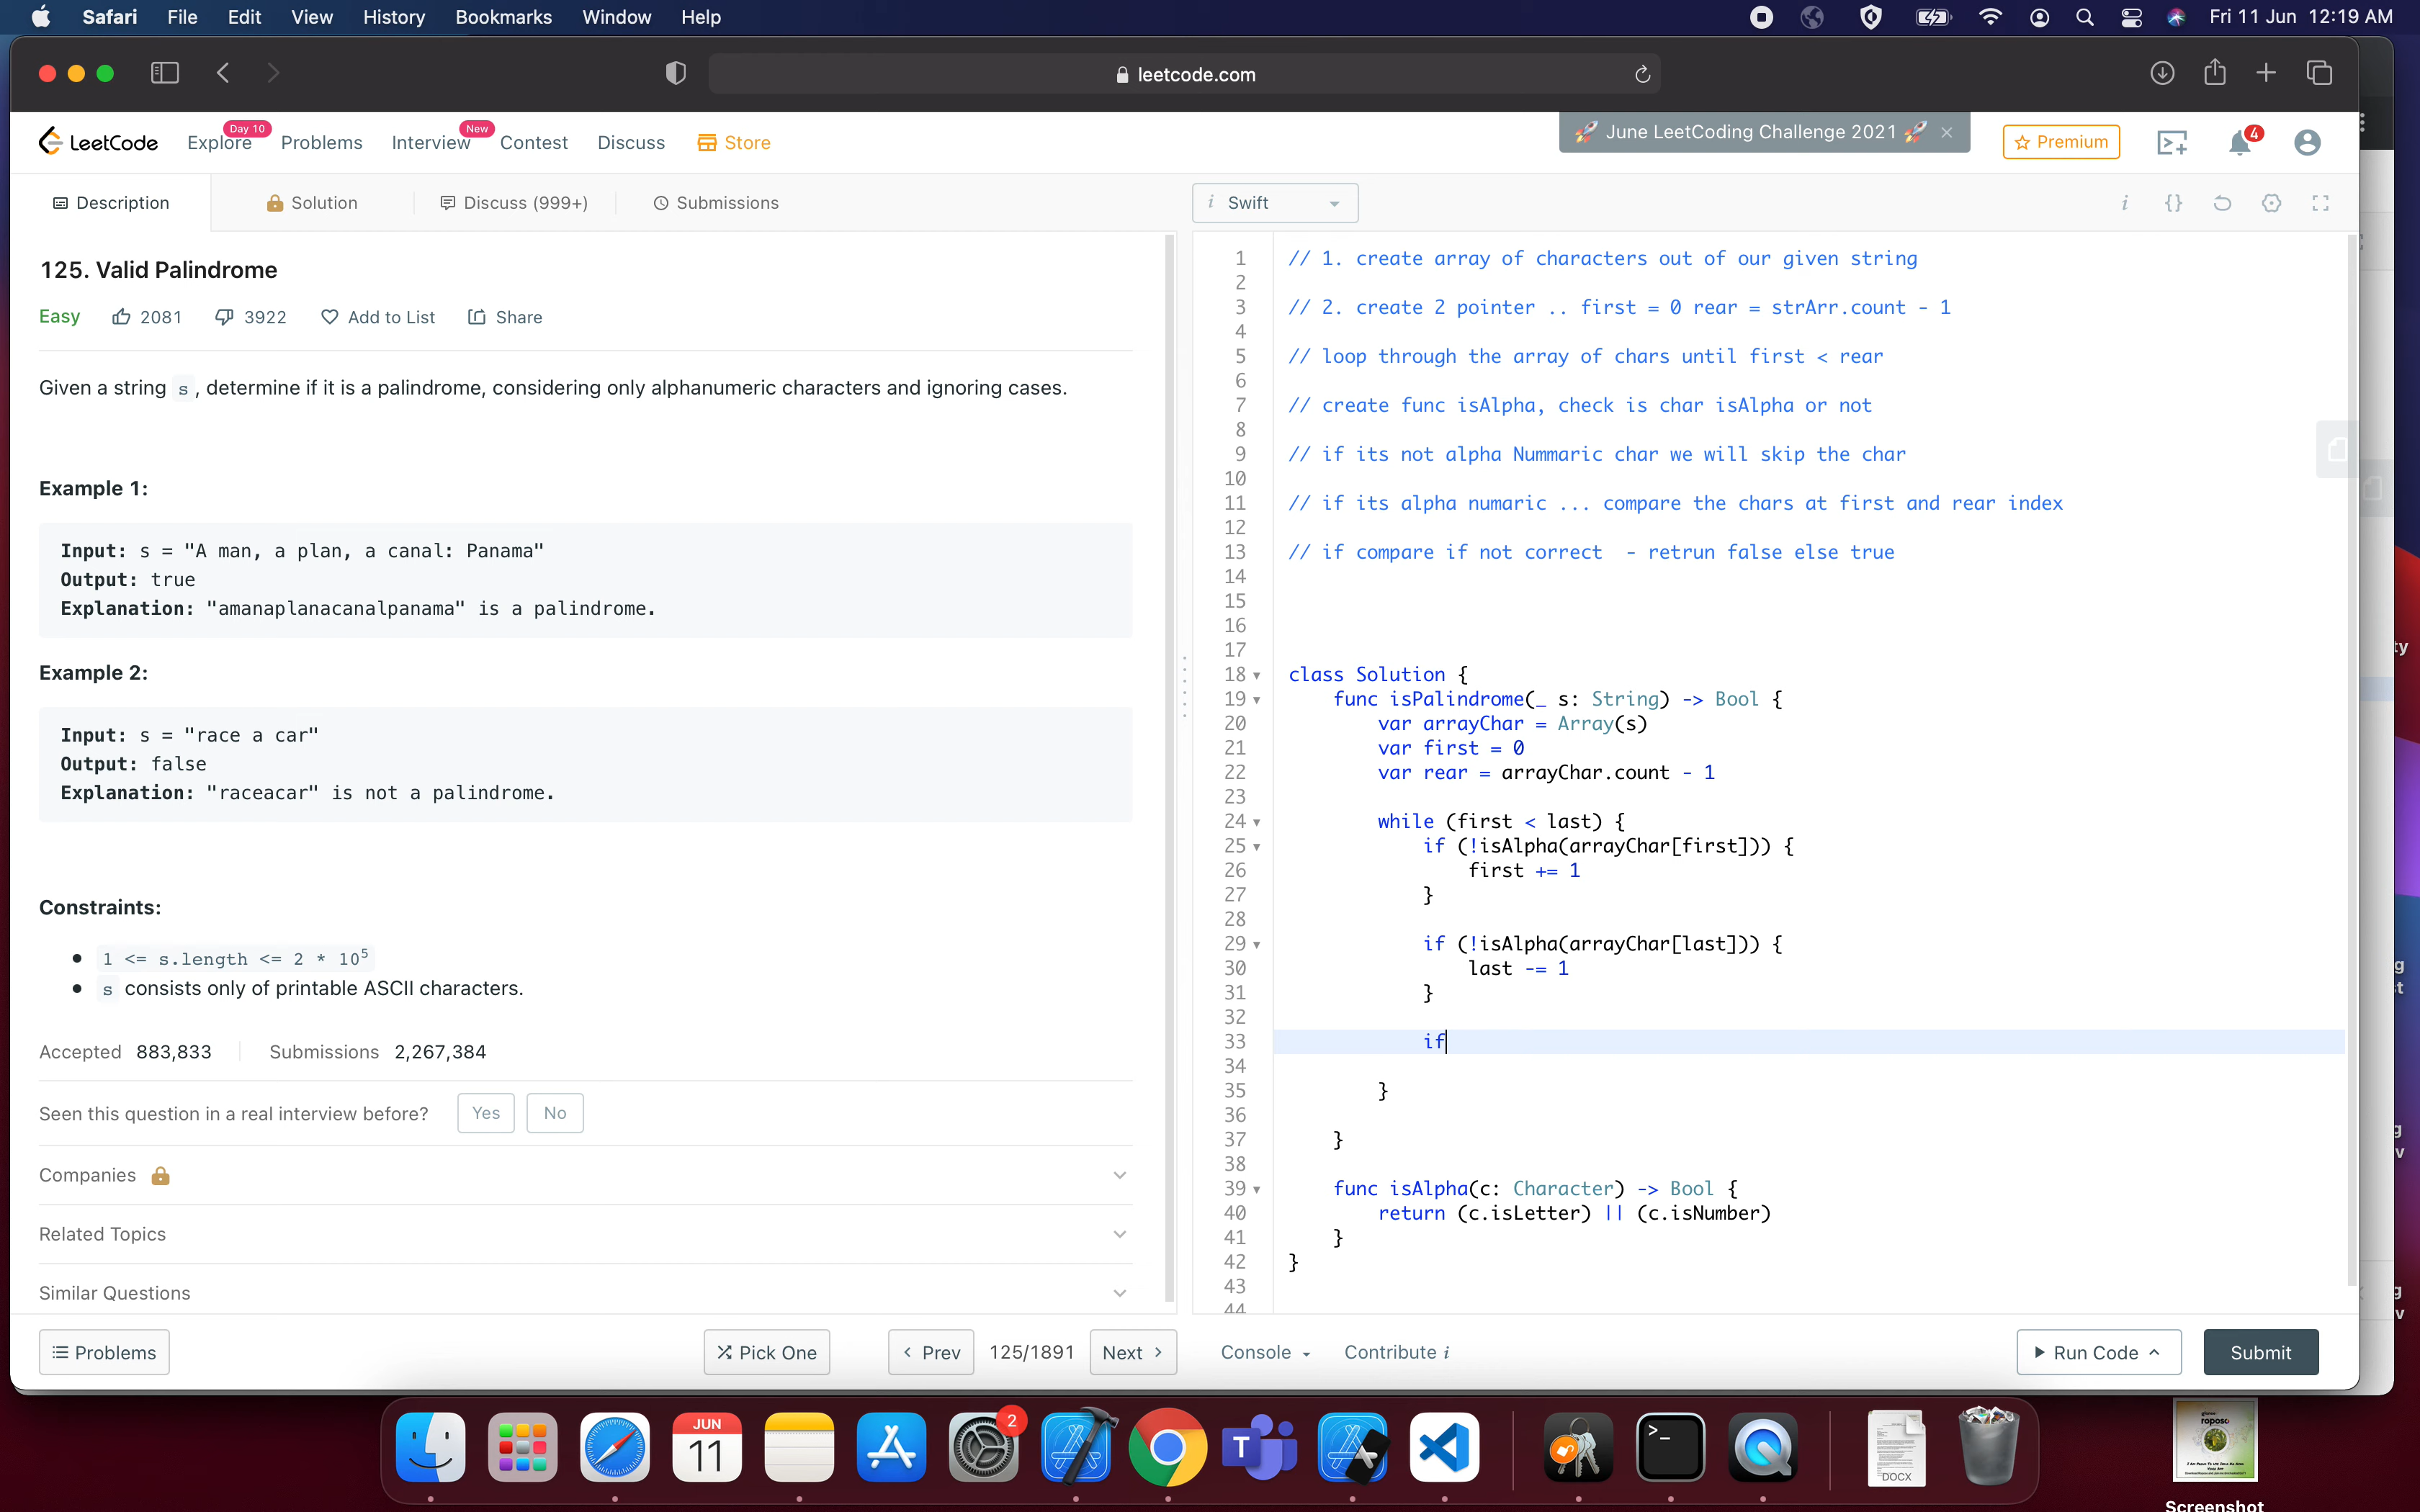 Safari File Edit View History Bookmarks Window Help Fri 11 Jun 12:19 AM
leetcode.com
LeetCode Explore Day 10 Problems Interview New Contest Discuss Store
🚀 June LeetCoding Challenge 2021 🚀 ×
Premium 4
Description Solution Discuss (999+) Submissions
i Swift
i {}
125. Valid Palindrome
Easy 2081 3922 Add to List Share
Given a string s , determine if it is a palindrome, considering only alphanumeric characters and ignoring cases.
Example 1:
Input: s = "A man, a plan, a canal: Panama"
Output: true
Explanation: "amanaplanacanalpanama" is a palindrome.
Example 2:
Input: s = "race a car"
Output: false
Explanation: "raceacar" is not a palindrome.
Constraints:
1 <= s.length <= 2 * 10⁵
s consists only of printable ASCII characters.
Accepted 883,833 Submissions 2,267,384
Seen this question in a real interview before? Yes No
Companies
Related Topics
Similar Questions
Problems Pick One < Prev 125/1891 Next >
1 // 1. create array of characters out of our given string
2
3 // 2. create 2 pointer .. first = 0 rear = strArr.count - 1
4
5 // loop through the array of chars until first < rear
6
7 // create func isAlpha, check is char isAlpha or not
8
9 // if its not alpha Nummaric char we will skip the char
10
11 // if its alpha numaric ... compare the chars at first and rear index
12
13 // if compare if not correct - retrun false else true
14
15
16
17
18 class Solution {
19 func isPalindrome(_ s: String) -> Bool {
20 var arrayChar = Array(s)
21 var first = 0
22 var rear = arrayChar.count - 1
23
24 while (first < last) {
25 if (!isAlpha(arrayChar[first])) {
26 first += 1
27 }
28
29 if (!isAlpha(arrayChar[last])) {
30 last -= 1
31 }
32
33 if
34
35 }
36
37 }
38
39 func isAlpha(c: Character) -> Bool {
40 return (c.isLetter) || (c.isNumber)
41 }
42 }
43
44
Console Contribute i Run Code Submit
ty
g
t
g
v
g
v
JUN
11
2
T
>_
DOCX
roposo
Screenshot